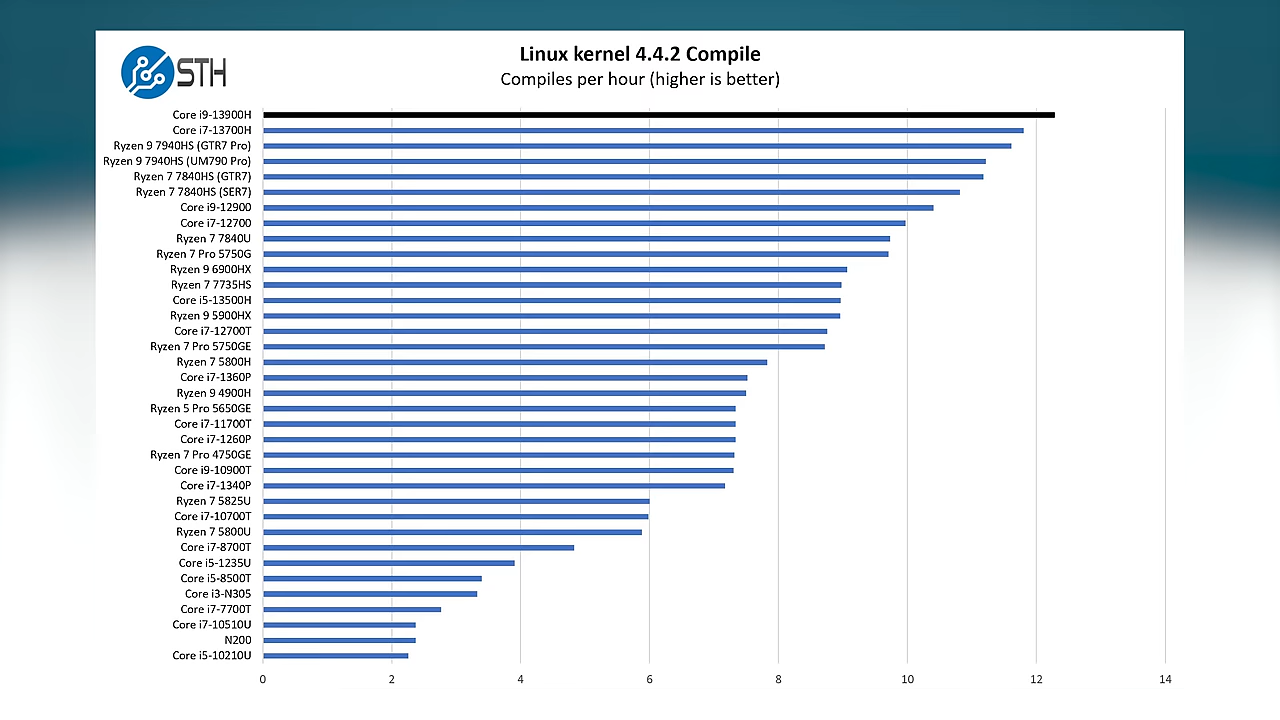 STH
Linux kernel 4.4.2 Compile
Compiles per hour (higher is better)
Core i9-13900H
Core i7-13700H
Ryzen 9 7940HS (GTR7 Pro)
Ryzen 9 7940HS (UM790 Pro)
Ryzen 7 7840HS (GTR7)
Ryzen 7 7840HS (SER7)
Core i9-12900
Core i7-12700
Ryzen 7 7840U
Ryzen 7 Pro 5750G
Ryzen 9 6900HX
Ryzen 7 7735HS
Core i5-13500H
Ryzen 9 5900HX
Core i7-12700T
Ryzen 7 Pro 5750GE
Ryzen 7 5800H
Core i7-1360P
Ryzen 9 4900H
Ryzen 5 Pro 5650GE
Core i7-11700T
Core i7-1260P
Ryzen 7 Pro 4750GE
Core i9-10900T
Core i7-1340P
Ryzen 7 5825U
Core i7-10700T
Ryzen 7 5800U
Core i7-8700T
Core i5-1235U
Core i5-8500T
Core i3-N305
Core i7-7700T
Core i7-10510U
N200
Core i5-10210U
0 2 4 6 8 10 12 14